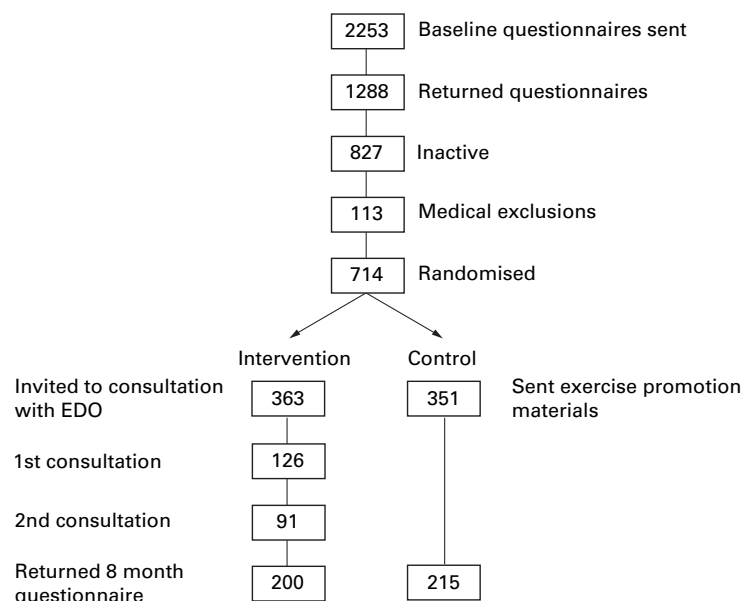 2253 Baseline questionnaires sent
1288 Returned questionnaires
827 Inactive
113 Medical exclusions
714 Randomised
Intervention Control
Invited to consultation
with EDO
363 351
Sent exercise promotion
materials
1st consultation 126
2nd consultation 91
Returned 8 month
questionnaire
200 215